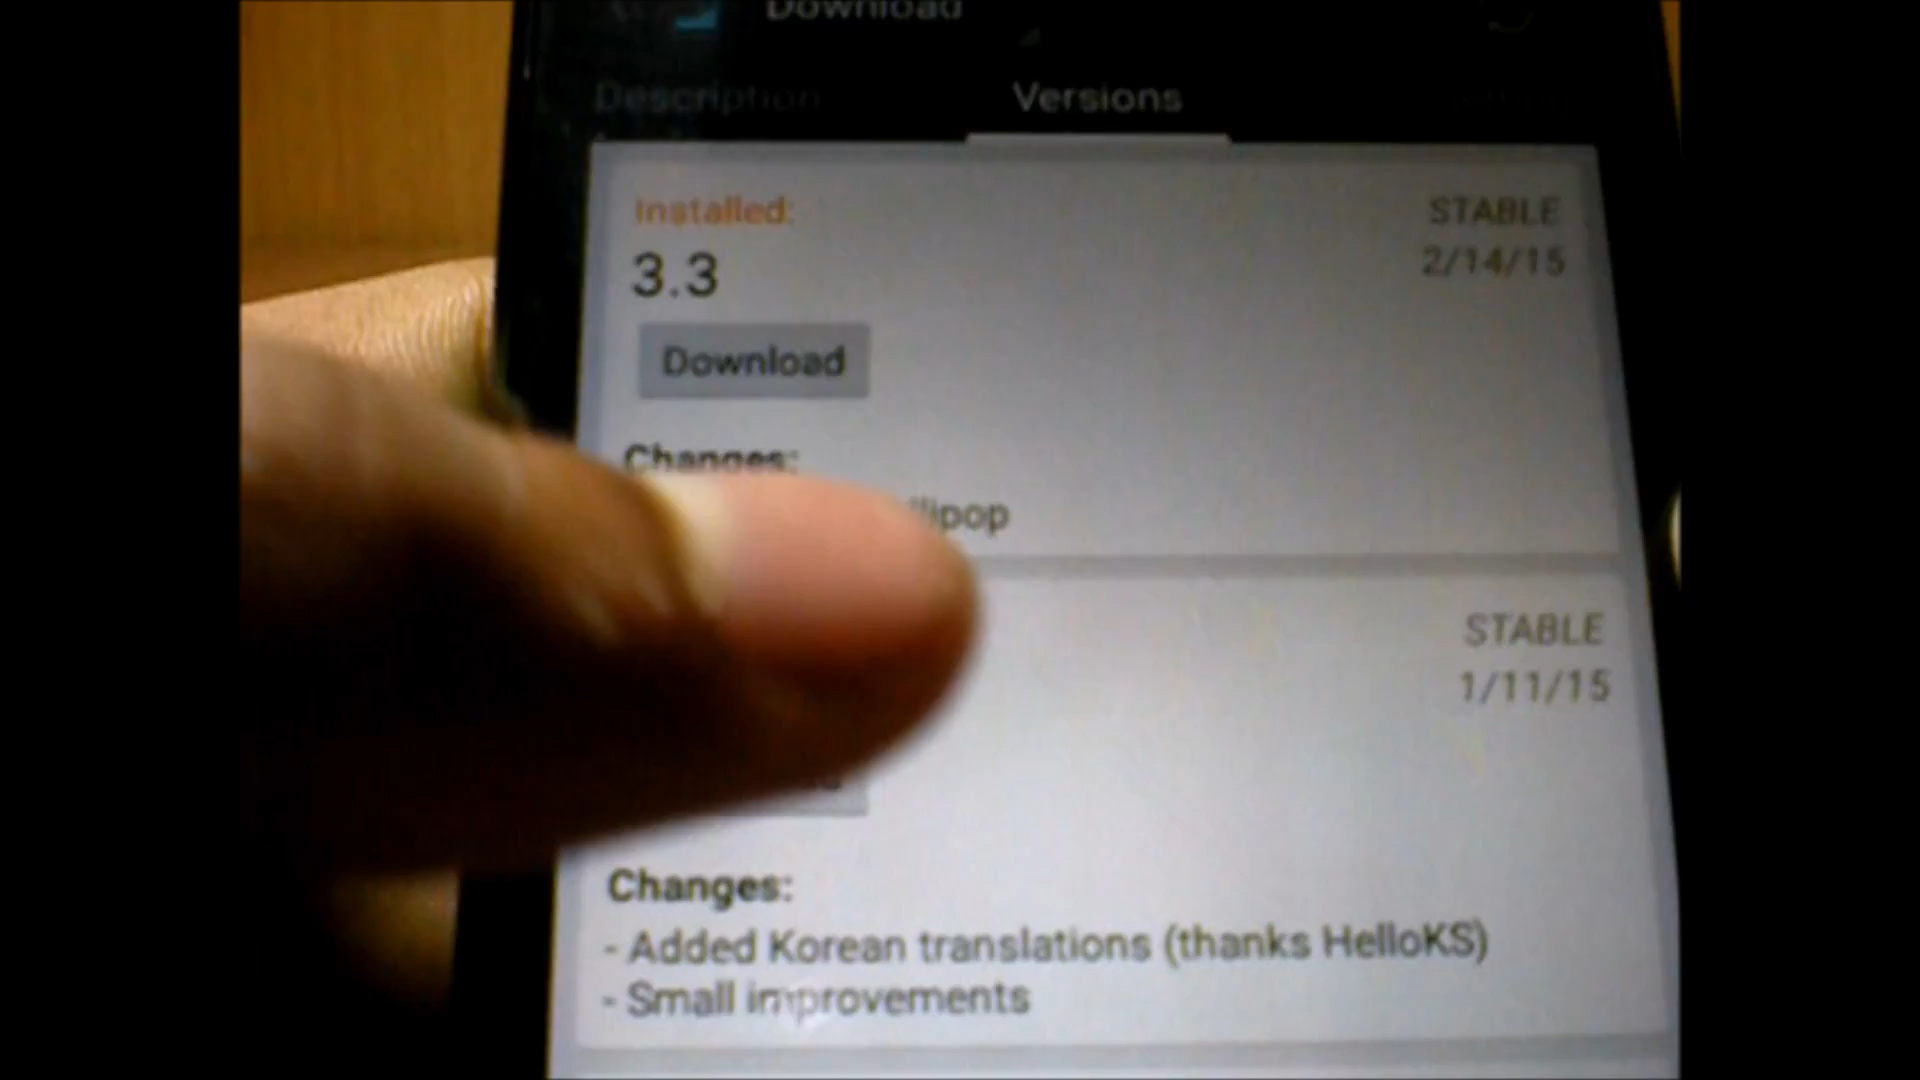 Download
Description
Versions
Installed:
STABLE
3.3
2/14/15
Download
Changes:
STABLE
1/11/15
Changes:
- Added Korean translations (thanks HelloKS)
- Small improvements